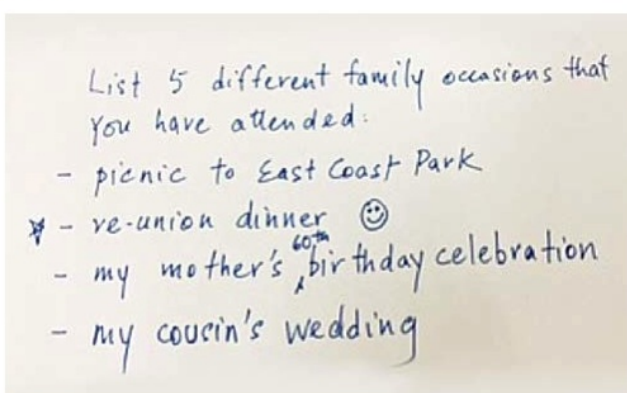 List 5 different family occasions that
you have attended:
- picnic to East Coast Park
☆ - re-union dinner ☺
- my mother's 60th birthday celebration
- my cousin's wedding